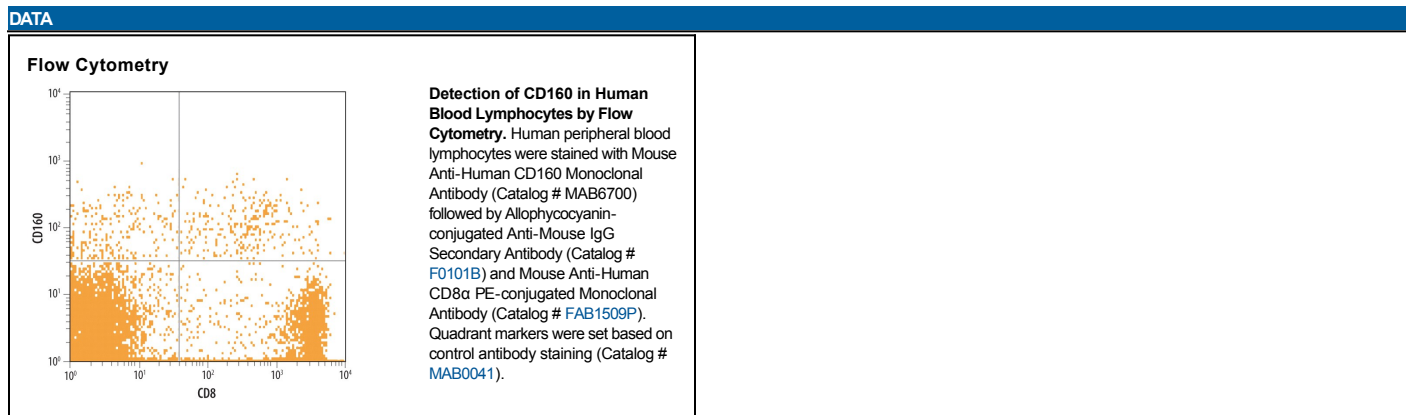 DATA
Flow Cytometry
10⁴
10³
10²
10¹
10⁰
CD160
10⁰ 10¹ 10² 10³ 10⁴
CD8
Detection of CD160 in Human
Blood Lymphocytes by Flow
Cytometry. Human peripheral blood
lymphocytes were stained with Mouse
Anti-Human CD160 Monoclonal
Antibody (Catalog # MAB6700)
followed by Allophycocyanin-
conjugated Anti-Mouse IgG
Secondary Antibody (Catalog #
F0101B) and Mouse Anti-Human
CD8α PE-conjugated Monoclonal
Antibody (Catalog # FAB1509P).
Quadrant markers were set based on
control antibody staining (Catalog #
MAB0041).